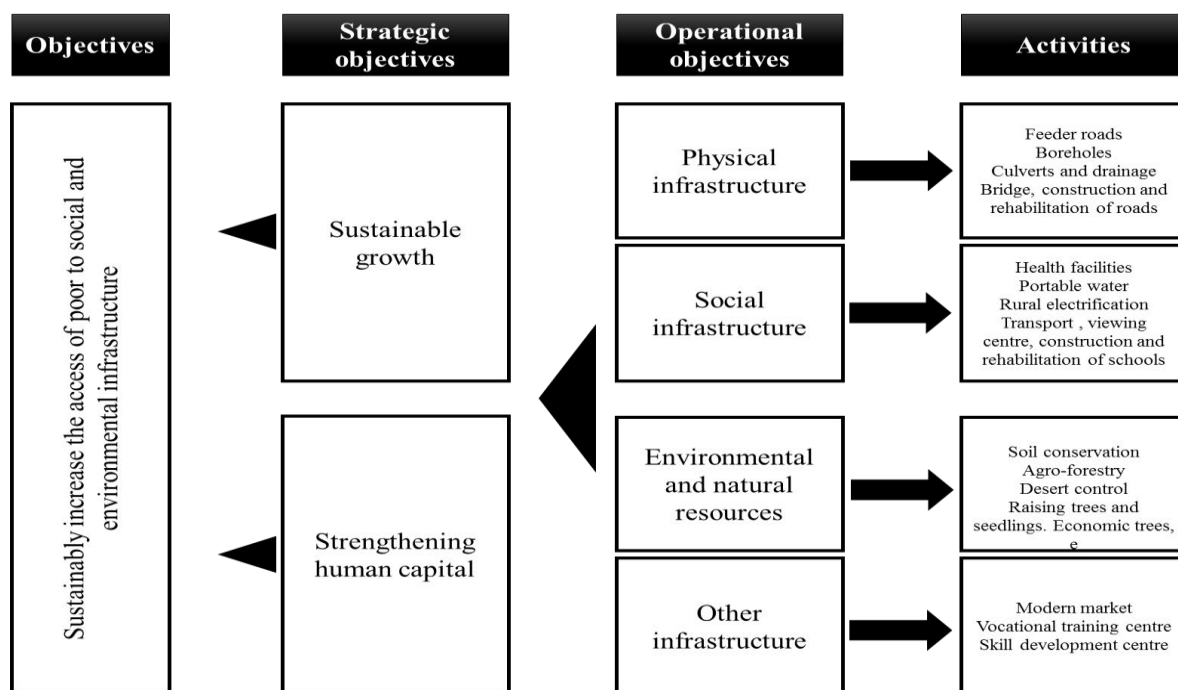 Objectives
Strategic
objectives
Operational
objectives
Activities
Sustainably increase the access of poor to social and
environmental infrastructure
Sustainable
growth
Strengthening
human capital
Physical
infrastructure
Social
infrastructure
Environmental
and natural
resources
Other
infrastructure
Feeder roads
Boreholes
Culverts and drainage
Bridge, construction and
rehabilitation of roads
Health facilities
Portable water
Rural electrification
Transport , viewing
centre, construction and
rehabilitation of schools
Soil conservation
Agro-forestry
Desert control
Raising trees and
seedlings. Economic trees,
e
Modern market
Vocational training centre
Skill development centre